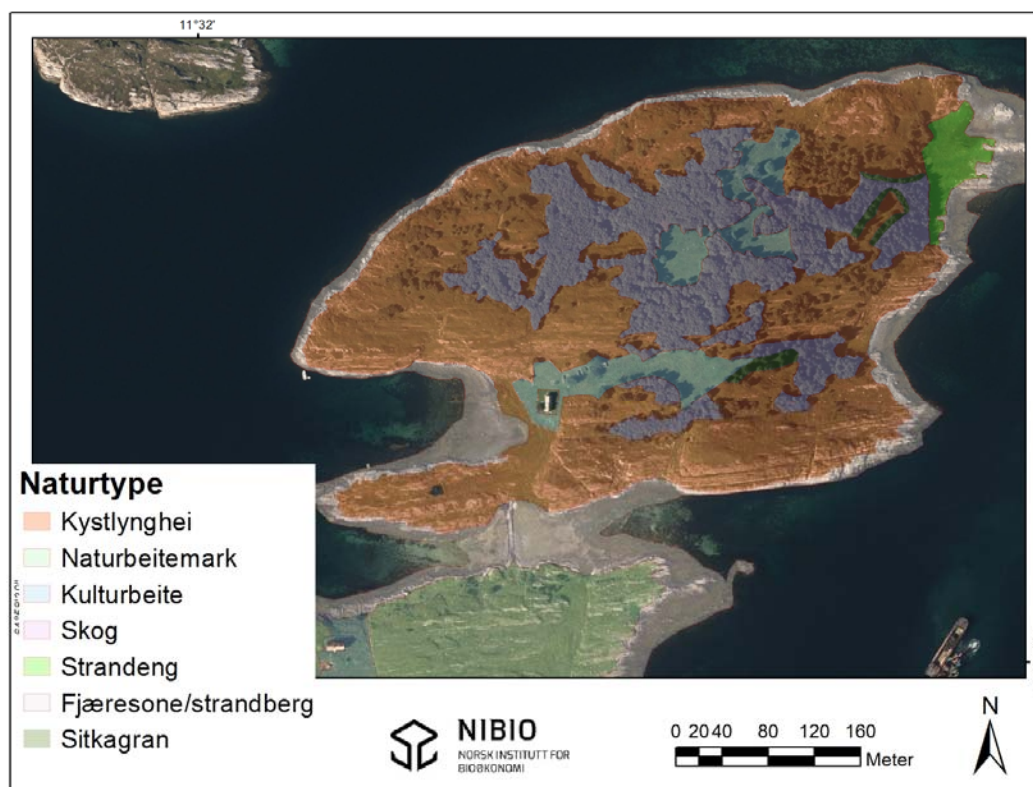 11°32'
Naturtype
Kystlynghei
Naturbeitemark
Kulturbeite
Skog
Strandeng
Fjæresone/strandberg
Sitkagran
NIBIO
NORSK INSTITUTT FOR
BIOØKONOMI
0 20 40 80 120 160
Meter
N